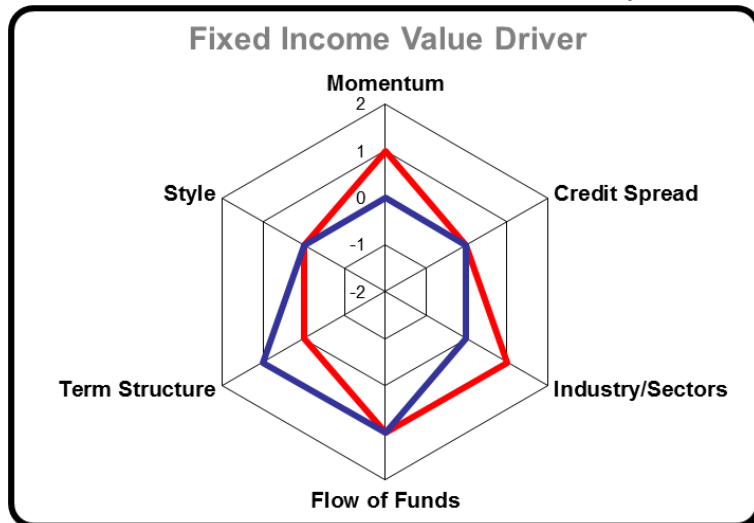 Fixed Income Value Driver
Momentum
2
1
Style
0
Credit Spread
-1
-2
Term Structure
Industry/Sectors
Flow of Funds